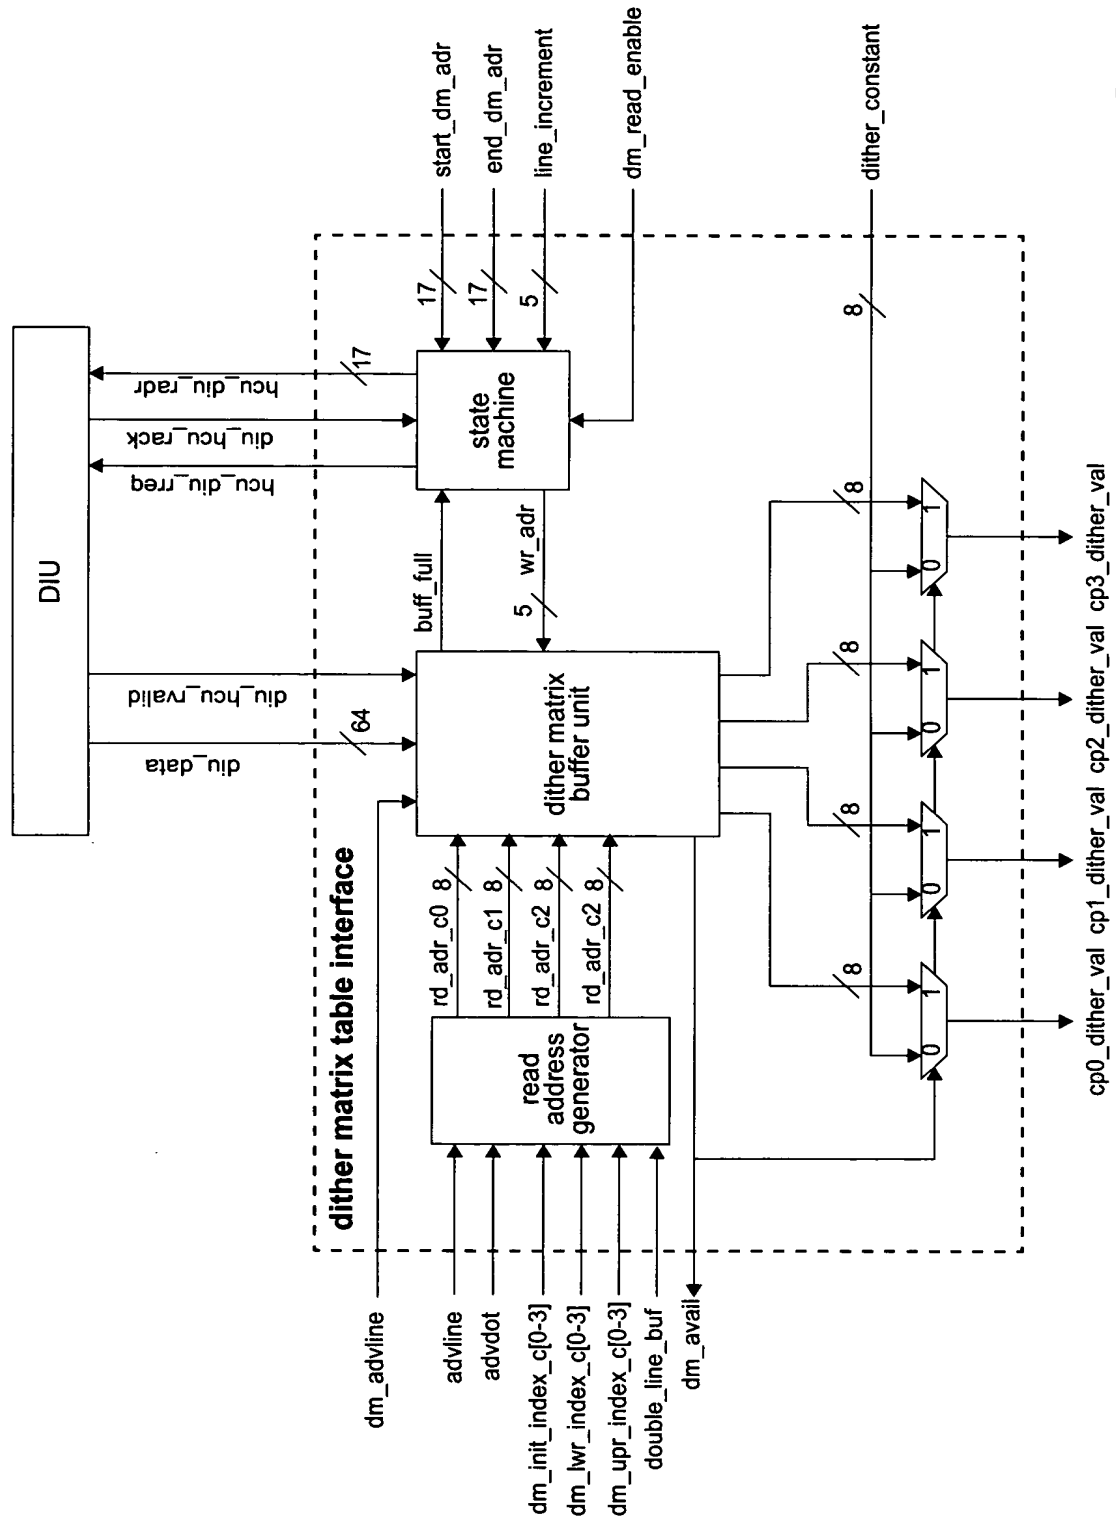 DIU
hcu_diu_radr
17
diu_hcu_rack
hcu_diu_rreq
diu_hcu_rvalid
diu_data
64
dither matrix table interface
start_dm_adr
17
end_dm_adr
17
line_increment
5
dm_read_enable
state
machine
buff_full
wr_adr
5
dither matrix
buffer unit
dm_advline
rd_adr_c0
8
rd_adr_c1
8
rd_adr_c2
8
rd_adr_c2
8
read
address
generator
advline
advdot
dm_init_index_c[0-3]
dm_lwr_index_c[0-3]
dm_upr_index_c[0-3]
double_line_buf
dm_avail
dither_constant
8
8
8
8
8
0 1
0 1
0 1
0 1
cp0_dither_val cp1_dither_val cp2_dither_val cp3_dither_val